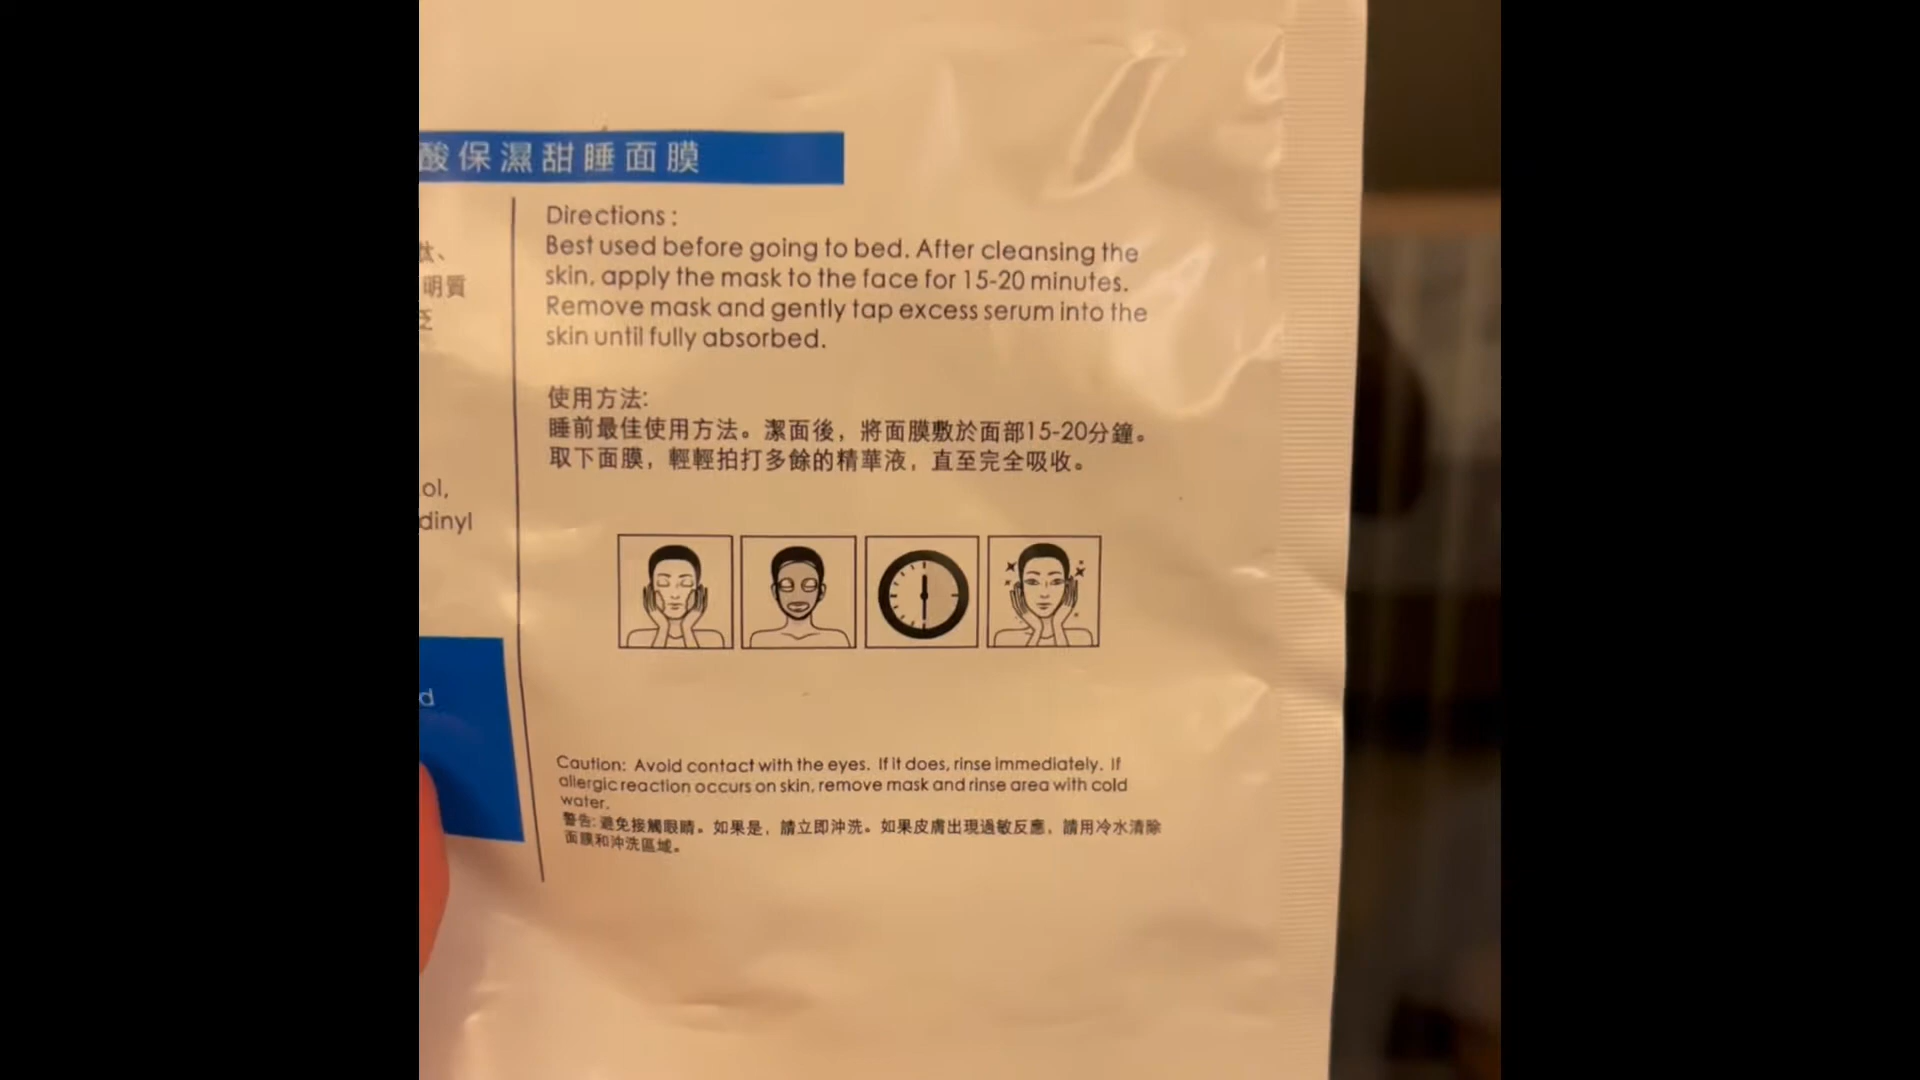 酸保濕甜睡面膜
肽、
明質
ol,
dinyl
d
Directions :
Best used before going to bed. After cleansing the
skin, apply the mask to the face for 15-20 minutes.
Remove mask and gently tap excess serum into the
skin until fully absorbed.
使用方法:
睡前最佳使用方法。潔面後，將面膜敷於面部15-20分鐘。
取下面膜，輕輕拍打多餘的精華液，直至完全吸收。
Caution: Avoid contact with the eyes. If it does, rinse immediately. If
allergic reaction occurs on skin, remove mask and rinse area with cold
water.
警告: 避免接觸眼睛。如果是，請立即沖洗。如果皮膚出現過敏反應，請用冷水清除
面膜和沖洗區域。